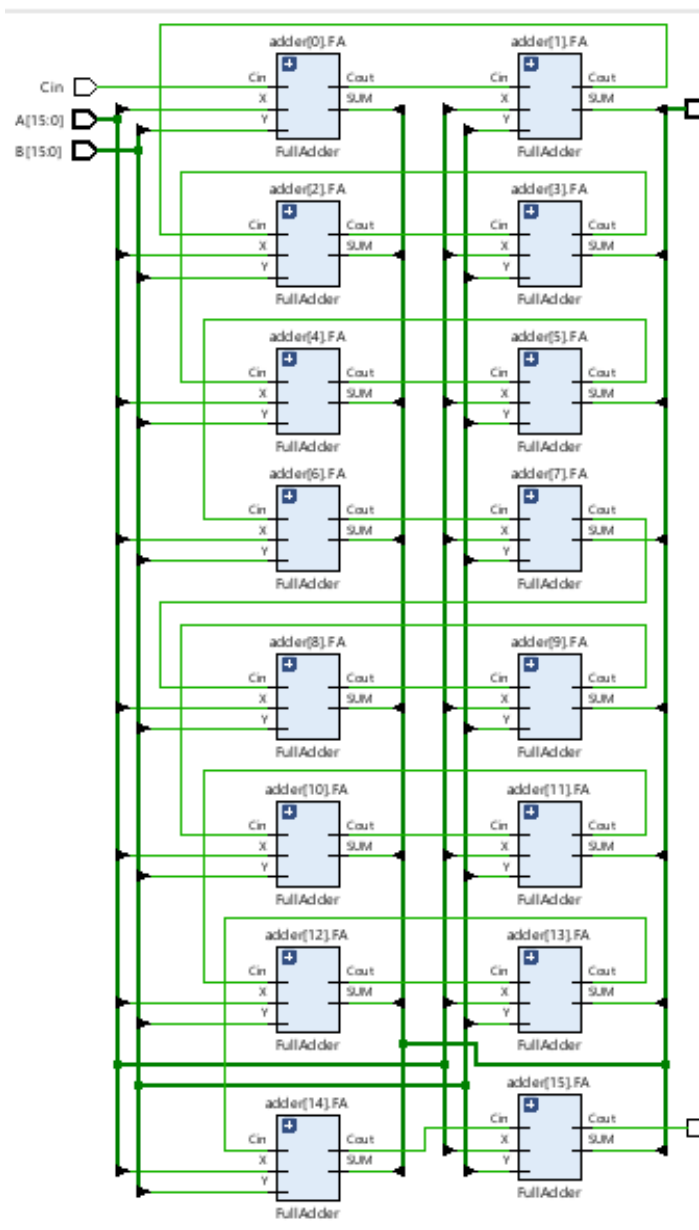 adder[0].FA
Cin
X
Y
Cout
SUM
FullAdder
adder[1].FA
Cin
X
Y
Cout
SUM
FullAdder
Cin
A[15:0]
B[15:0]
adder[2].FA
Cin
X
Y
Cout
SUM
FullAdder
adder[3].FA
Cin
X
Y
Cout
SUM
FullAdder
adder[4].FA
Cin
X
Y
Cout
SUM
FullAdder
adder[5].FA
Cin
X
Y
Cout
SUM
FullAdder
adder[6].FA
Cin
X
Y
Cout
SUM
FullAdder
adder[7].FA
Cin
X
Y
Cout
SUM
FullAdder
adder[8].FA
Cin
X
Y
Cout
SUM
FullAdder
adder[9].FA
Cin
X
Y
Cout
SUM
FullAdder
adder[10].FA
Cin
X
Y
Cout
SUM
FullAdder
adder[11].FA
Cin
X
Y
Cout
SUM
FullAdder
adder[12].FA
Cin
X
Y
Cout
SUM
FullAdder
adder[13].FA
Cin
X
Y
Cout
SUM
FullAdder
adder[14].FA
Cin
X
Y
Cout
SUM
FullAdder
adder[15].FA
Cin
X
Y
Cout
SUM
FullAdder